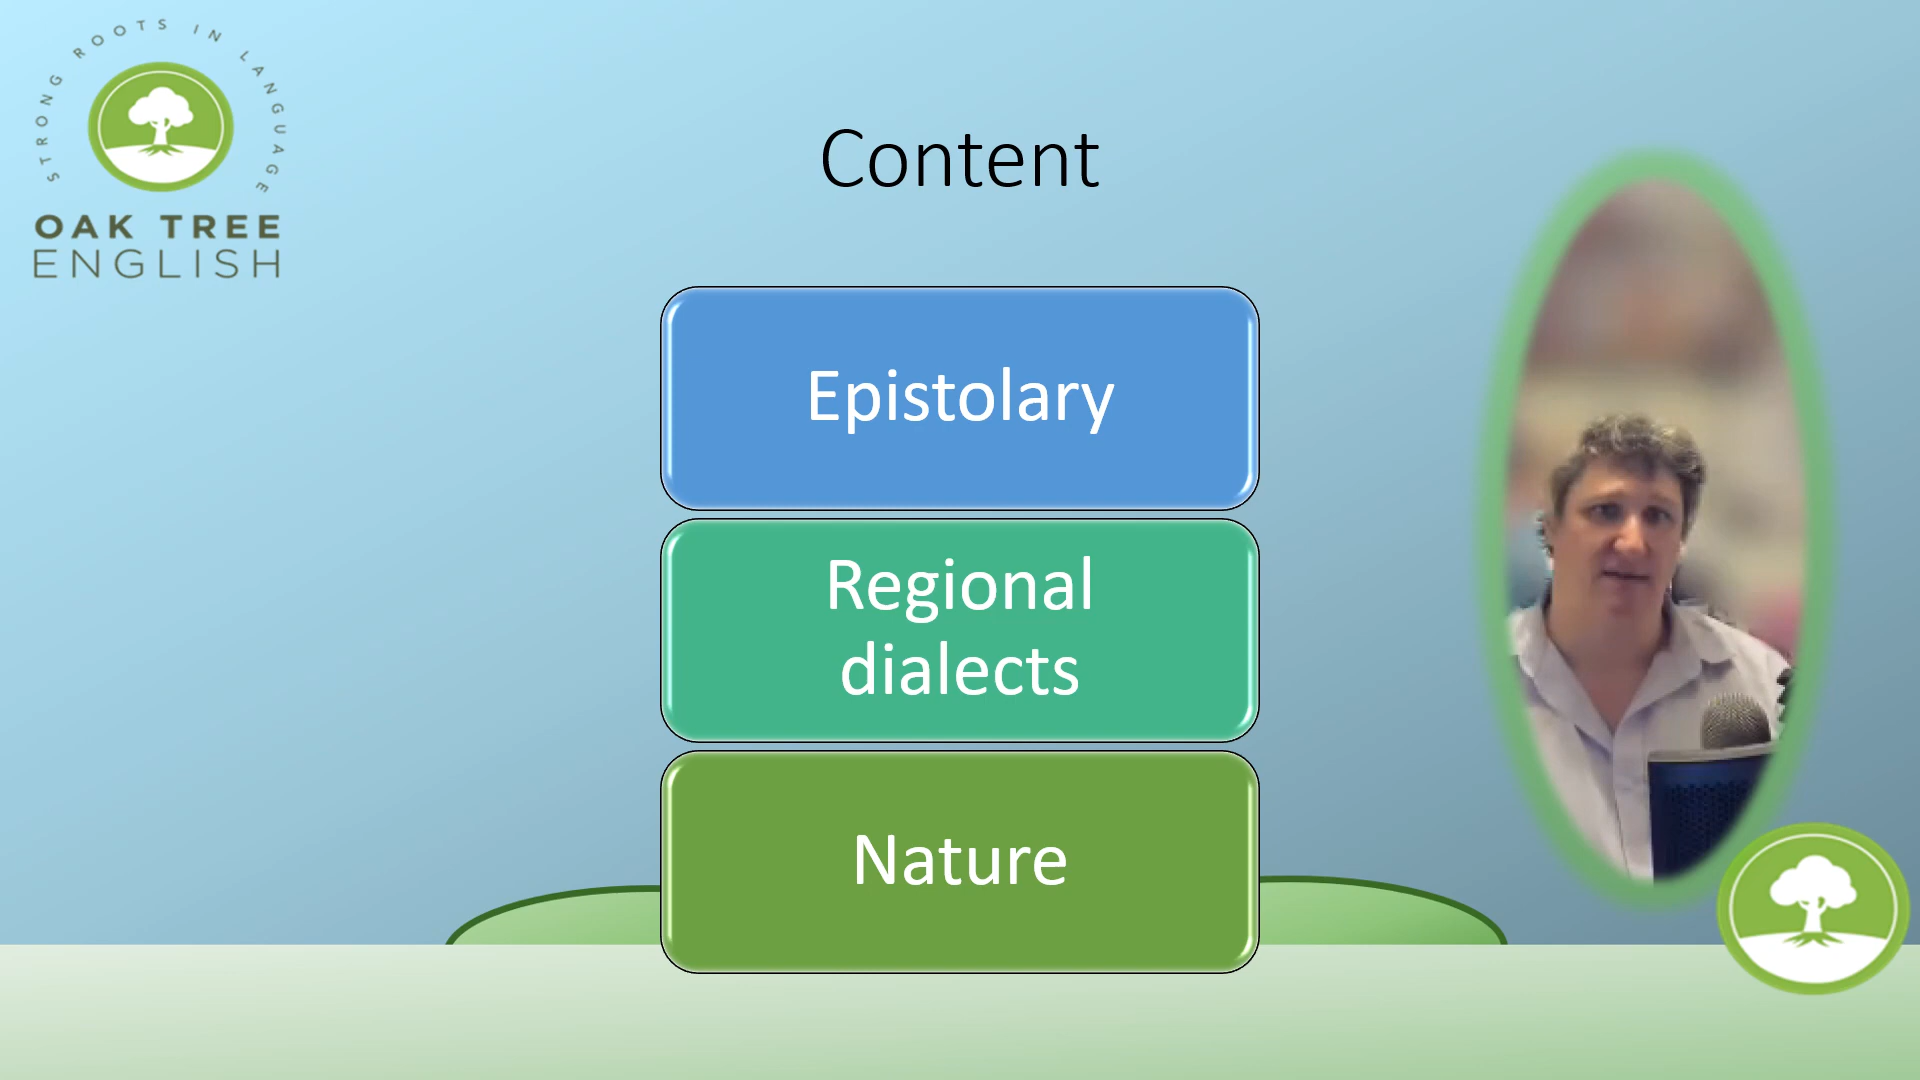 STRONG ROOTS IN LANGUAGE
OAK TREE
ENGLISH
Content
Epistolary
Regional
dialects
Nature